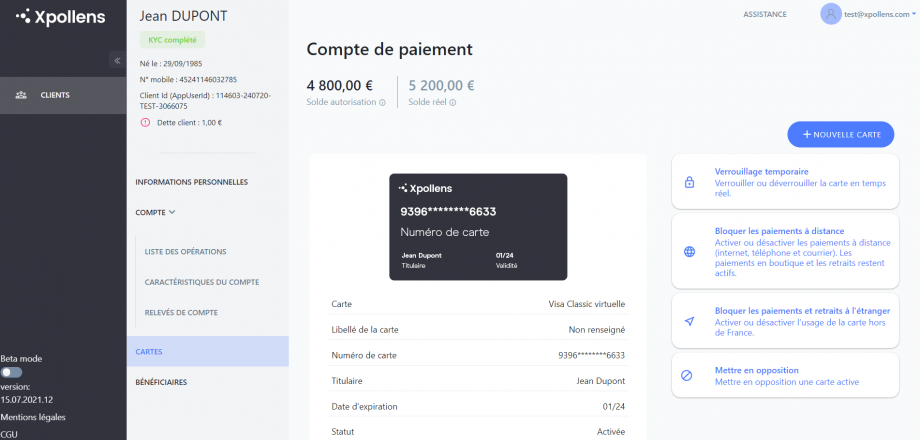 Xpollens
«
CLIENTS
Beta mode
version:
15.07.2021.12
Mentions légales
CGU
Jean DUPONT
KYC complété
Né le : 29/09/1985
N° mobile : 45241146032785
Client Id (AppUserId) : 114603-240720-
TEST-3066075
Dette client : 1,00 €
INFORMATIONS PERSONNELLES
COMPTE
LISTE DES OPÉRATIONS
CARACTÉRISTIQUES DU COMPTE
RELEVÉS DE COMPTE
CARTES
BÉNÉFICIAIRES
ASSISTANCE
test@xpollens.com
Compte de paiement
4 800,00 €
Solde autorisation
5 200,00 €
Solde réel
+ NOUVELLE CARTE
Xpollens
9396********6633
Numéro de carte
Jean Dupont 01/24
Titulaire Validité
Carte Visa Classic virtuelle
Libellé de la carte Non renseigné
Numéro de carte 9396********6633
Titulaire Jean Dupont
Date d'expiration 01/24
Statut Activée
Verrouillage temporaire
Verrouiller ou déverrouiller la carte en temps
réel.
Bloquer les paiements à distance
Activer ou désactiver les paiements à distance
(internet, téléphone et courrier). Les
paiements en boutique et les retraits restent
actifs.
Bloquer les paiements et retraits à l'étranger
Activer ou désactiver l'usage de la carte hors
de France.
Mettre en opposition
Mettre en opposition une carte active